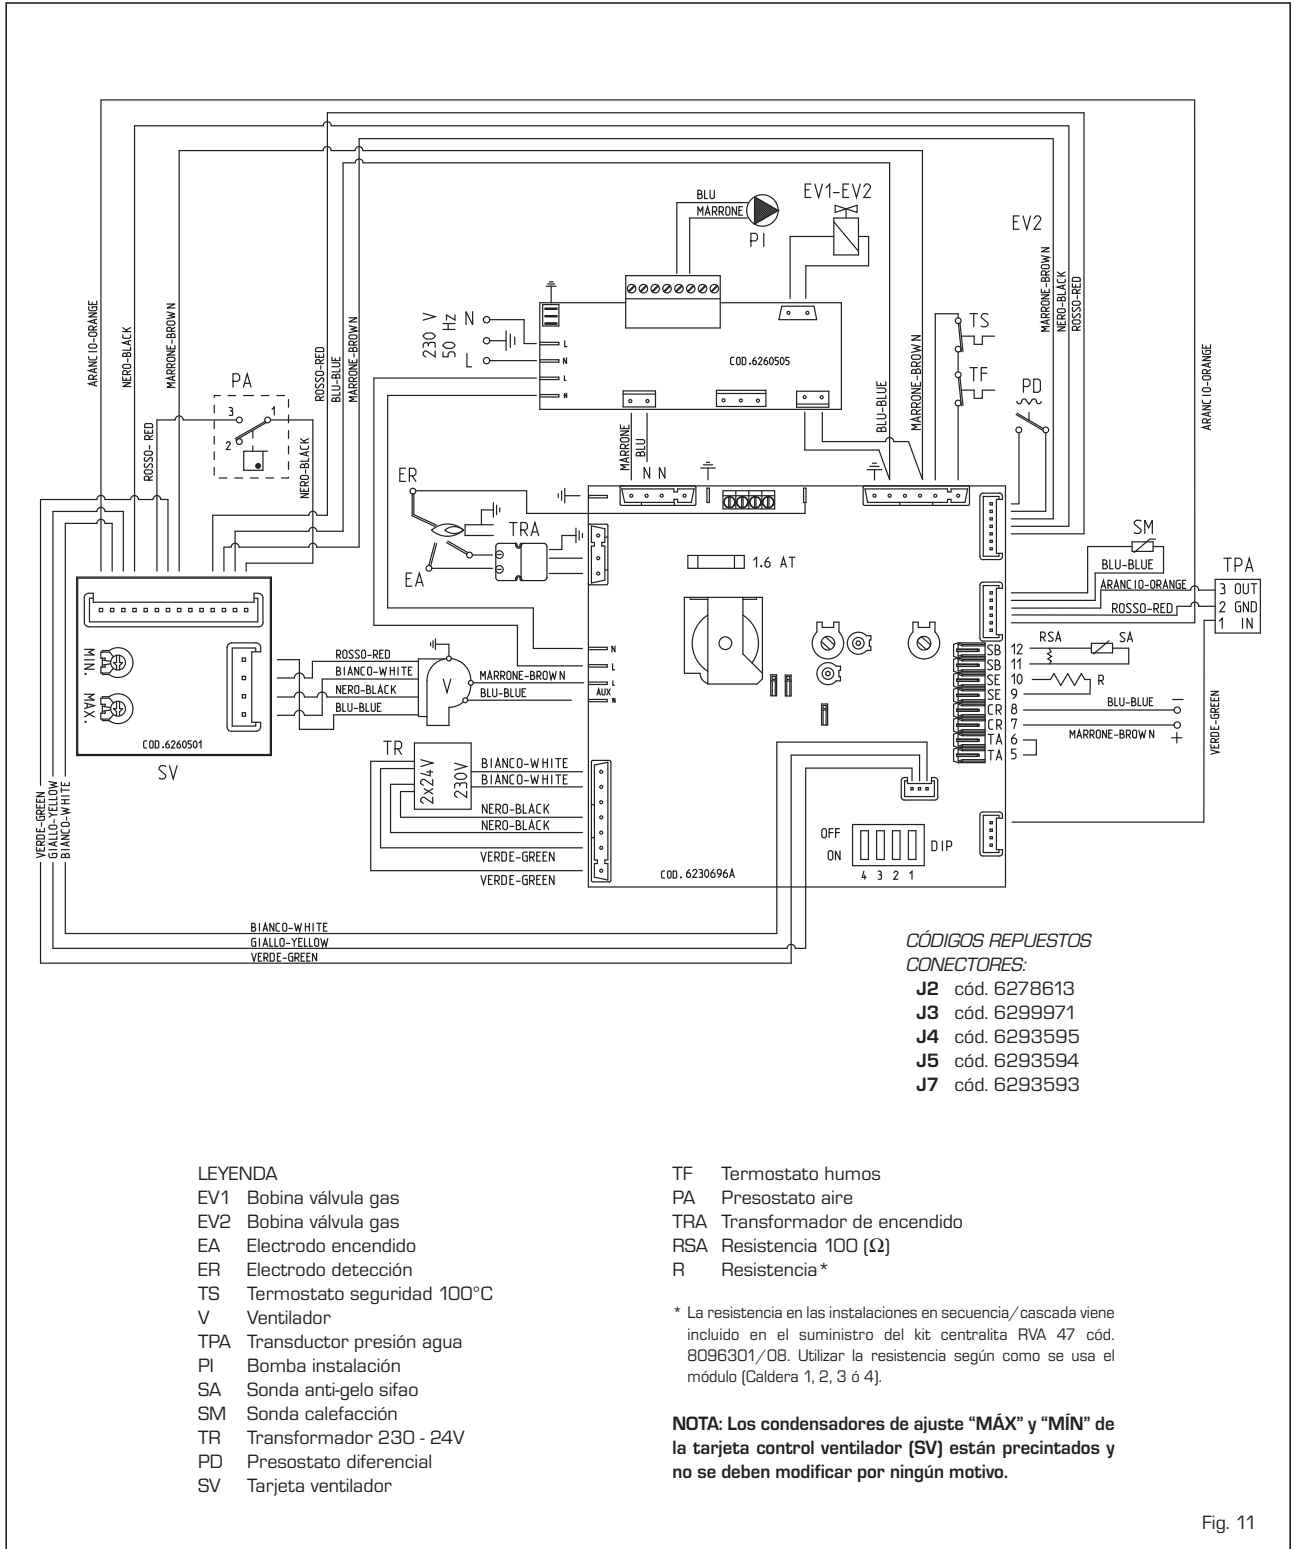 BLU
MARRONE
PI
EV1-EV2
EV2
ARANCIO-ORANGE
NERO-BLACK
MARRONE-BROWN
ROSSO-RED
BLU-BLUE
MARRONE-BROWN
MARRONE-BROWN
NERO-BLACK
ROSSO-RED
ARANCIO-ORANGE
230 V
50 Hz
N
L
L
N
L
N
COD.6260505
TS
TF
PD
BLU-BLUE
MARRONE-BROWN
PA
3
1
2
ROSSO-RED
NERO-BLACK
MARRONE
BLU
N N
ER
TRA
EA
1.6 AT
SM
BLU-BLUE
ARANCIO-ORANGE
ROSSO-RED
TPA
3 OUT
2 GND
1 IN
MIN.
MAX.
COD.6260501
SV
ROSSO-RED
BIANCO-WHITE
NERO-BLACK
BLU-BLUE
V
MARRONE-BROWN
BLU-BLUE
N
L
L
AUX
N
SB 12
SB 11
SE 10
SE 9
CR 8
CR 7
TA 6
TA 5
RSA
SA
R
BLU-BLUE
−
MARRONE-BROWN
+
VERDE-GREEN
TR
2x24V
230V
BIANCO-WHITE
BIANCO-WHITE
NERO-BLACK
NERO-BLACK
VERDE-GREEN
VERDE-GREEN
VERDE-GREEN
GIALLO-YELLOW
BIANCO-WHITE
COD.6230696A
OFF
ON
DIP
4 3 2 1
BIANCO-WHITE
GIALLO-YELLOW
VERDE-GREEN
CÓDIGOS REPUESTOS
CONECTORES:
J2 cód. 6278613
J3 cód. 6299971
J4 cód. 6293595
J5 cód. 6293594
J7 cód. 6293593
LEYENDA
EV1 Bobina válvula gas
EV2 Bobina válvula gas
EA Electrodo encendido
ER Electrodo detección
TS Termostato seguridad 100°C
V Ventilador
TPA Transductor presión agua
PI Bomba instalación
SA Sonda anti-gelo sifao
SM Sonda calefacción
TR Transformador 230 - 24V
PD Presostato diferencial
SV Tarjeta ventilador
TF Termostato humos
PA Presostato aire
TRA Transformador de encendido
RSA Resistencia 100 (Ω)
R Resistencia*
* La resistencia en las instalaciones en secuencia/cascada viene
incluido en el suministro del kit centralita RVA 47 cód.
8096301/08. Utilizar la resistencia según como se usa el
módulo (Caldera 1, 2, 3 ó 4).
NOTA: Los condensadores de ajuste “MÁX” y “MÍN” de
la tarjeta control ventilador (SV) están precintados y
no se deben modificar por ningún motivo.
Fig. 11